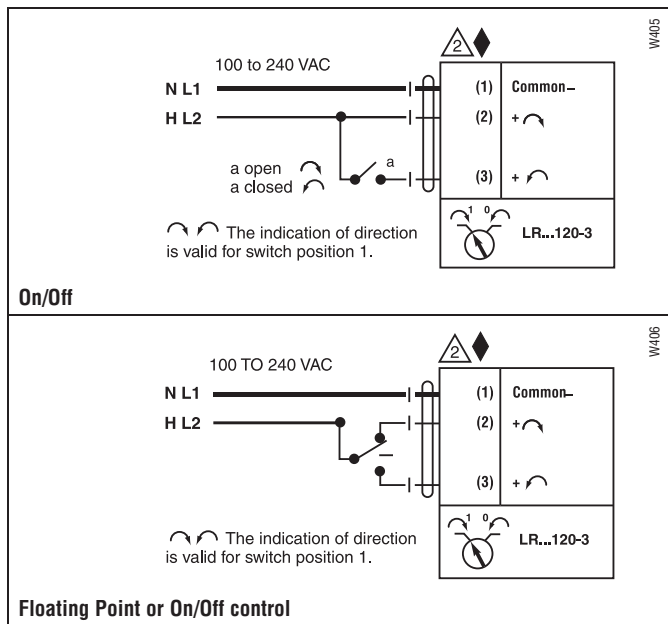 W405
2
100 to 240 VAC
N L1
(1) Common–
H L2
(2) +
a
a open
a closed
(3) +
1 0
LR...120-3
The indication of direction
is valid for switch position 1.
On/Off
W406
2
100 TO 240 VAC
N L1
(1) Common–
H L2
(2) +
(3) +
1 0
LR...120-3
The indication of direction
is valid for switch position 1.
Floating Point or On/Off control